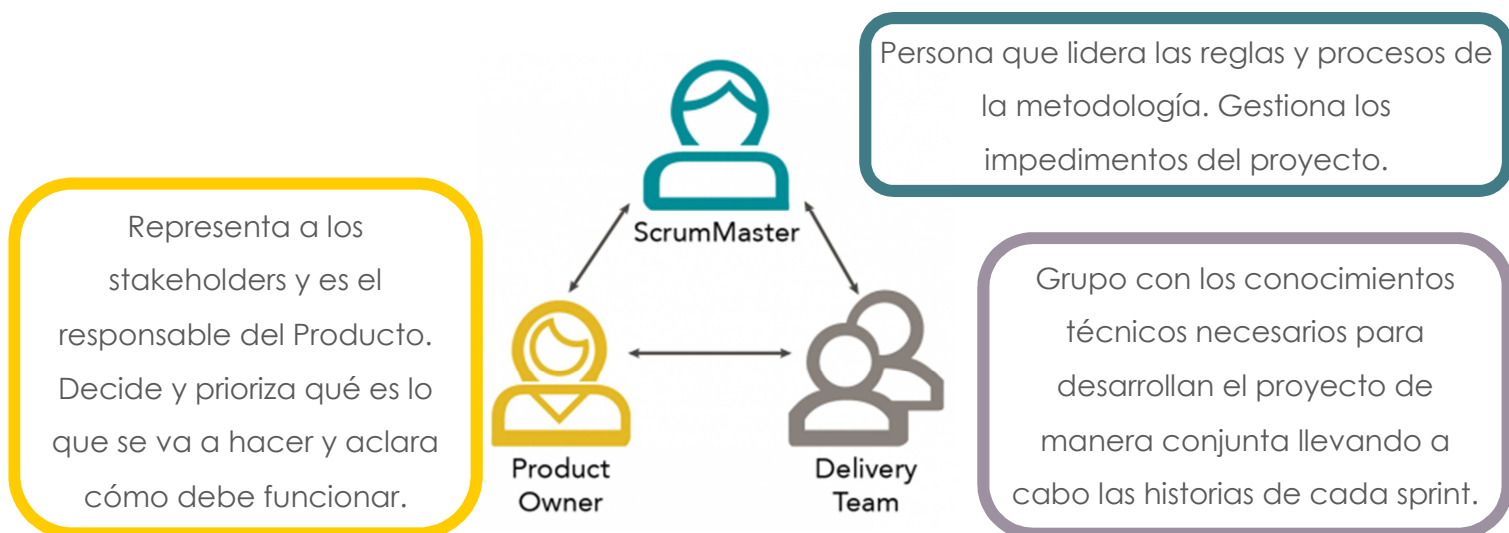 Persona que lidera las reglas y procesos de
la metodología. Gestiona los
impedimentos del proyecto.
ScrumMaster
Representa a los
stakeholders y es el
responsable del Producto.
Decide y prioriza qué es lo
que se va a hacer y aclara
cómo debe funcionar.
Product
Owner
Delivery
Team
Grupo con los conocimientos
técnicos necesarios para
desarrollan el proyecto de
manera conjunta llevando a
cabo las historias de cada sprint.